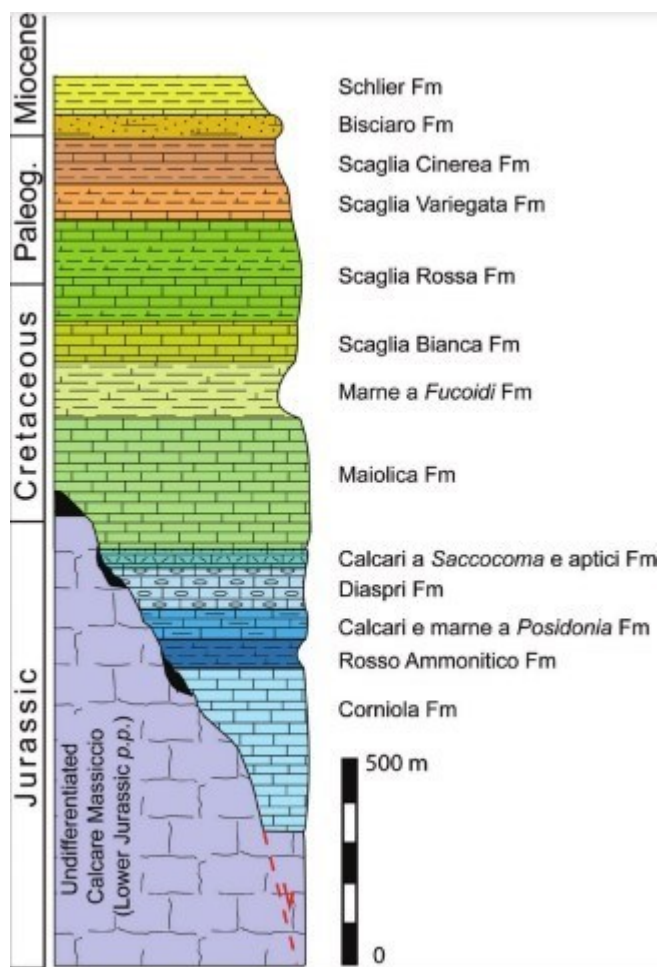 Miocene
Paleog.
Cretaceous
Jurassic
Schlier Fm
Bisciaro Fm
Scaglia Cinerea Fm
Scaglia Variegata Fm
Scaglia Rossa Fm
Scaglia Bianca Fm
Marne a Fucoidi Fm
Maiolica Fm
Calcari a Saccocoma e aptici Fm
Diaspri Fm
Calcari e marne a Posidonia Fm
Rosso Ammonitico Fm
Corniola Fm
Undifferentiated
Calcare Massiccio
(Lower Jurassic p.p.)
500 m
0